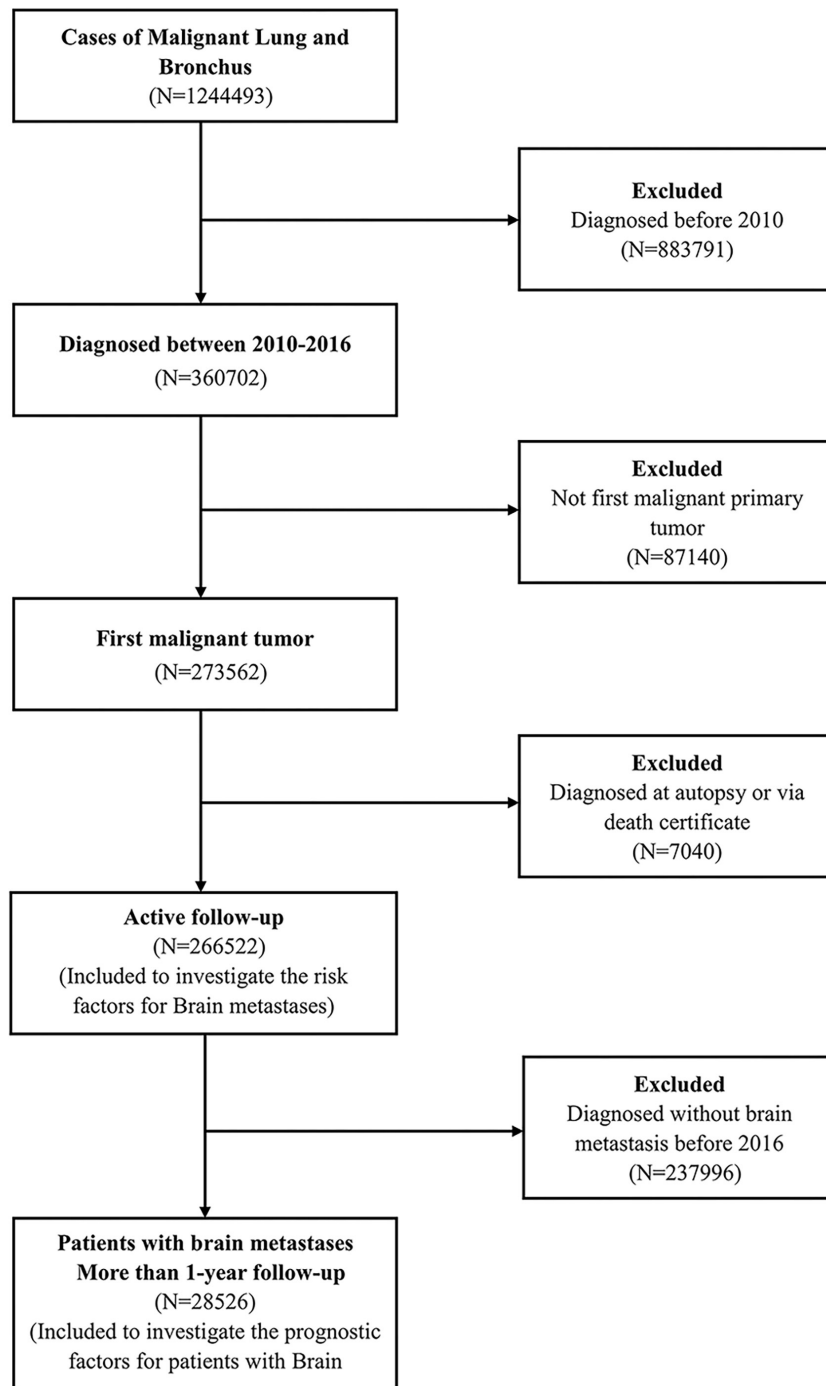 Cases of Malignant Lung and
Bronchus
(N=1244493)
Excluded
Diagnosed before 2010
(N=883791)
Diagnosed between 2010-2016
(N=360702)
Excluded
Not first malignant primary
tumor
(N=87140)
First malignant tumor
(N=273562)
Excluded
Diagnosed at autopsy or via
death certificate
(N=7040)
Active follow-up
(N=266522)
(Included to investigate the risk
factors for Brain metastases)
Excluded
Diagnosed without brain
metastasis before 2016
(N=237996)
Patients with brain metastases
More than 1-year follow-up
(N=28526)
(Included to investigate the prognostic
factors for patients with Brain